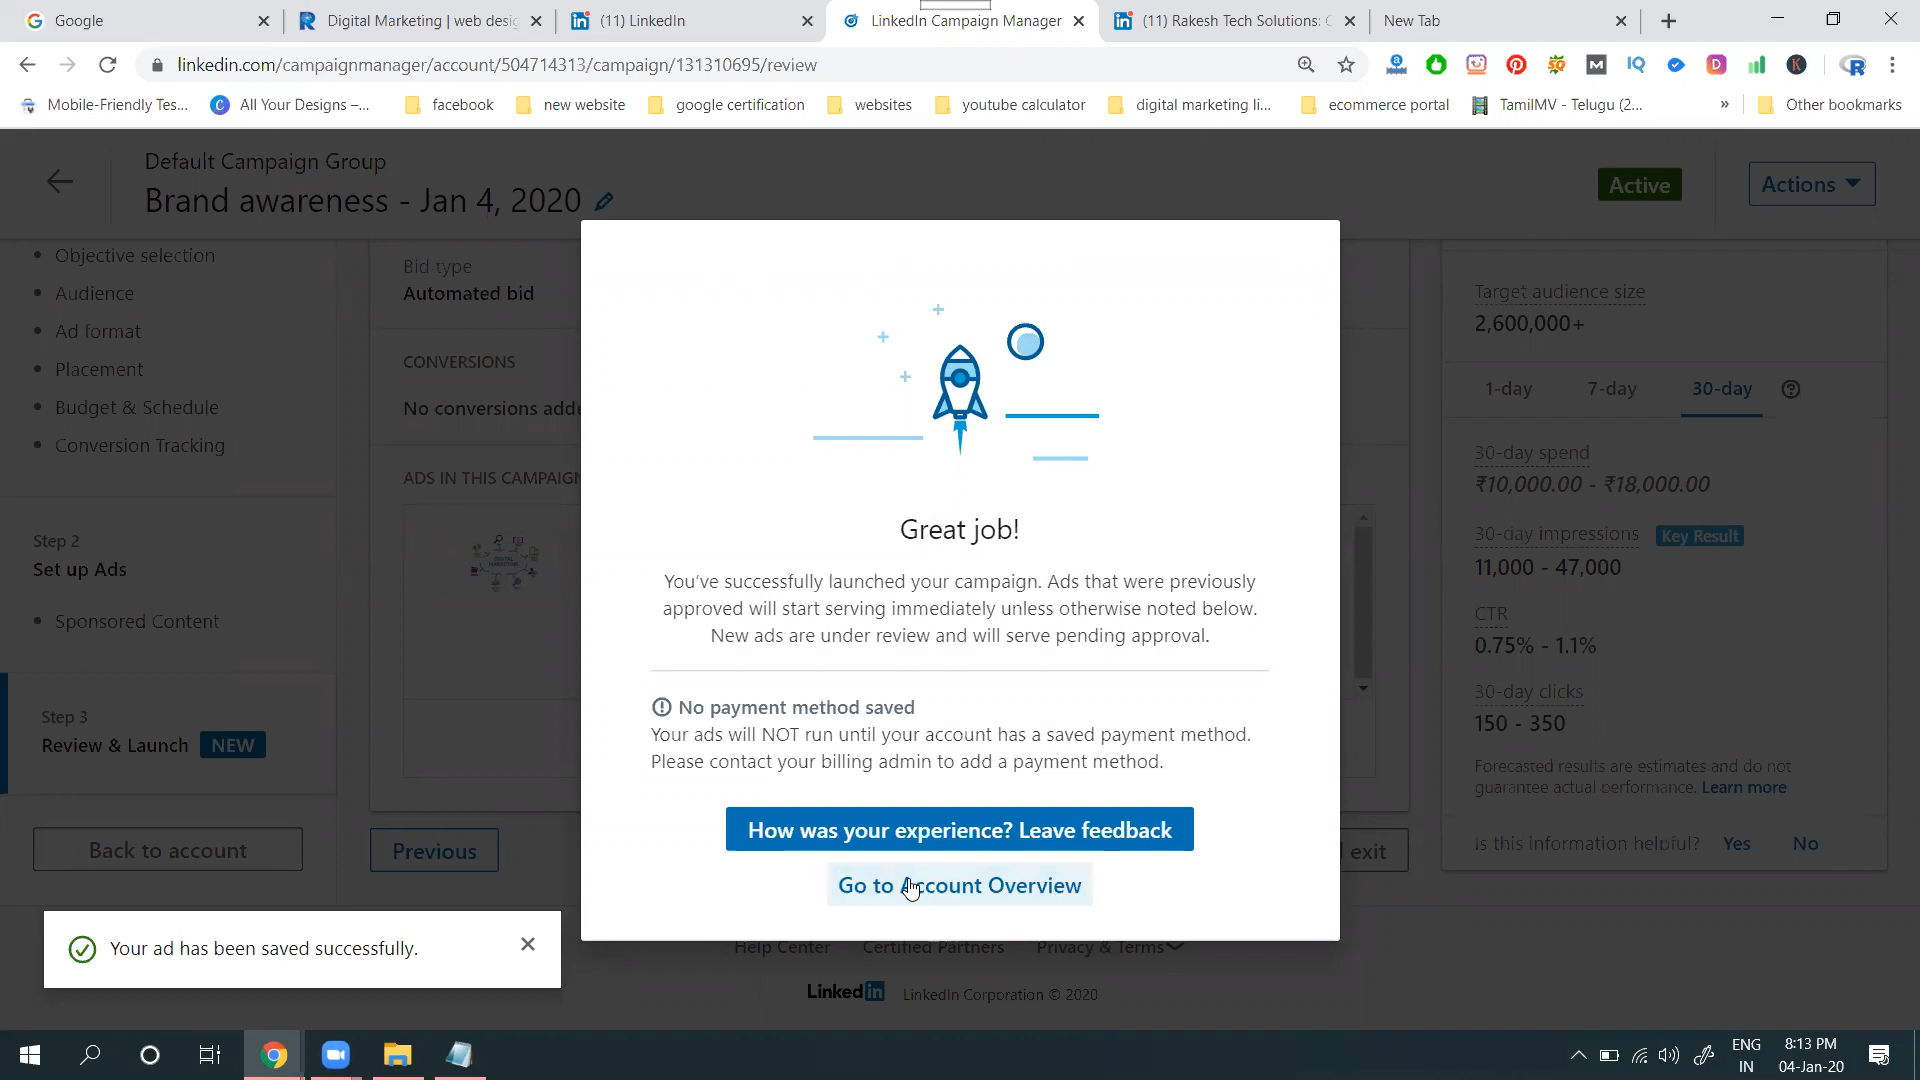 Google
Digital Marketing | web desig
(11) LinkedIn
LinkedIn Campaign Manager
(11) Rakesh Tech Solutions: C
New Tab
linkedin.com/campaignmanager/account/504714313/campaign/131310695/review
Mobile-Friendly Tes...
All Your Designs –...
facebook
new website
google certification
websites
youtube calculator
digital marketing li...
ecommerce portal
TamilMV - Telugu (2...
»
Other bookmarks
Default Campaign Group
Brand awareness - Jan 4, 2020
Active
Actions
Objective selection
Audience
Ad format
Placement
Budget & Schedule
Conversion Tracking
Step 2
Set up Ads
Sponsored Content
Step 3
Review & Launch NEW
Back to account
Bid type
Automated bid
CONVERSIONS
No conversions adde
ADS IN THIS CAMPAIGN
DIGITAL
MARKETING
Previous
exit
Great job!
You've successfully launched your campaign. Ads that were previously
approved will start serving immediately unless otherwise noted below.
New ads are under review and will serve pending approval.
No payment method saved
Your ads will NOT run until your account has a saved payment method.
Please contact your billing admin to add a payment method.
How was your experience? Leave feedback
Go to Account Overview
Target audience size
2,600,000+
1-day 7-day 30-day
30-day spend
₹10,000.00 - ₹18,000.00
30-day impressions Key Result
11,000 - 47,000
CTR
0.75% - 1.1%
30-day clicks
150 - 350
Forecasted results are estimates and do not
guarantee actual performance. Learn more
Is this information helpful? Yes No
Your ad has been saved successfully.
Help Center Certified Partners Privacy & Terms
LinkedIn LinkedIn Corporation © 2020
ENG
IN
8:13 PM
04-Jan-20